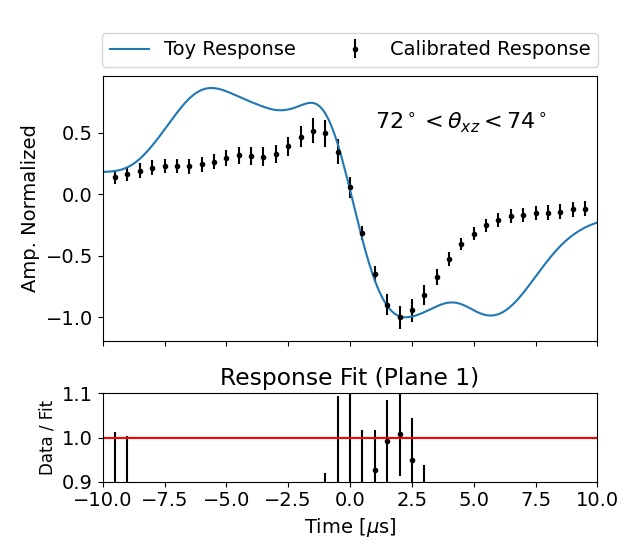 Toy Response Calibrated Response
72° < θxz < 74°
Amp. Normalized
0.5
0.0
−0.5
−1.0
Response Fit (Plane 1)
Data / Fit
1.1
1.0
0.9
−10.0 −7.5 −5.0 −2.5 0.0 2.5 5.0 7.5 10.0
Time [μs]